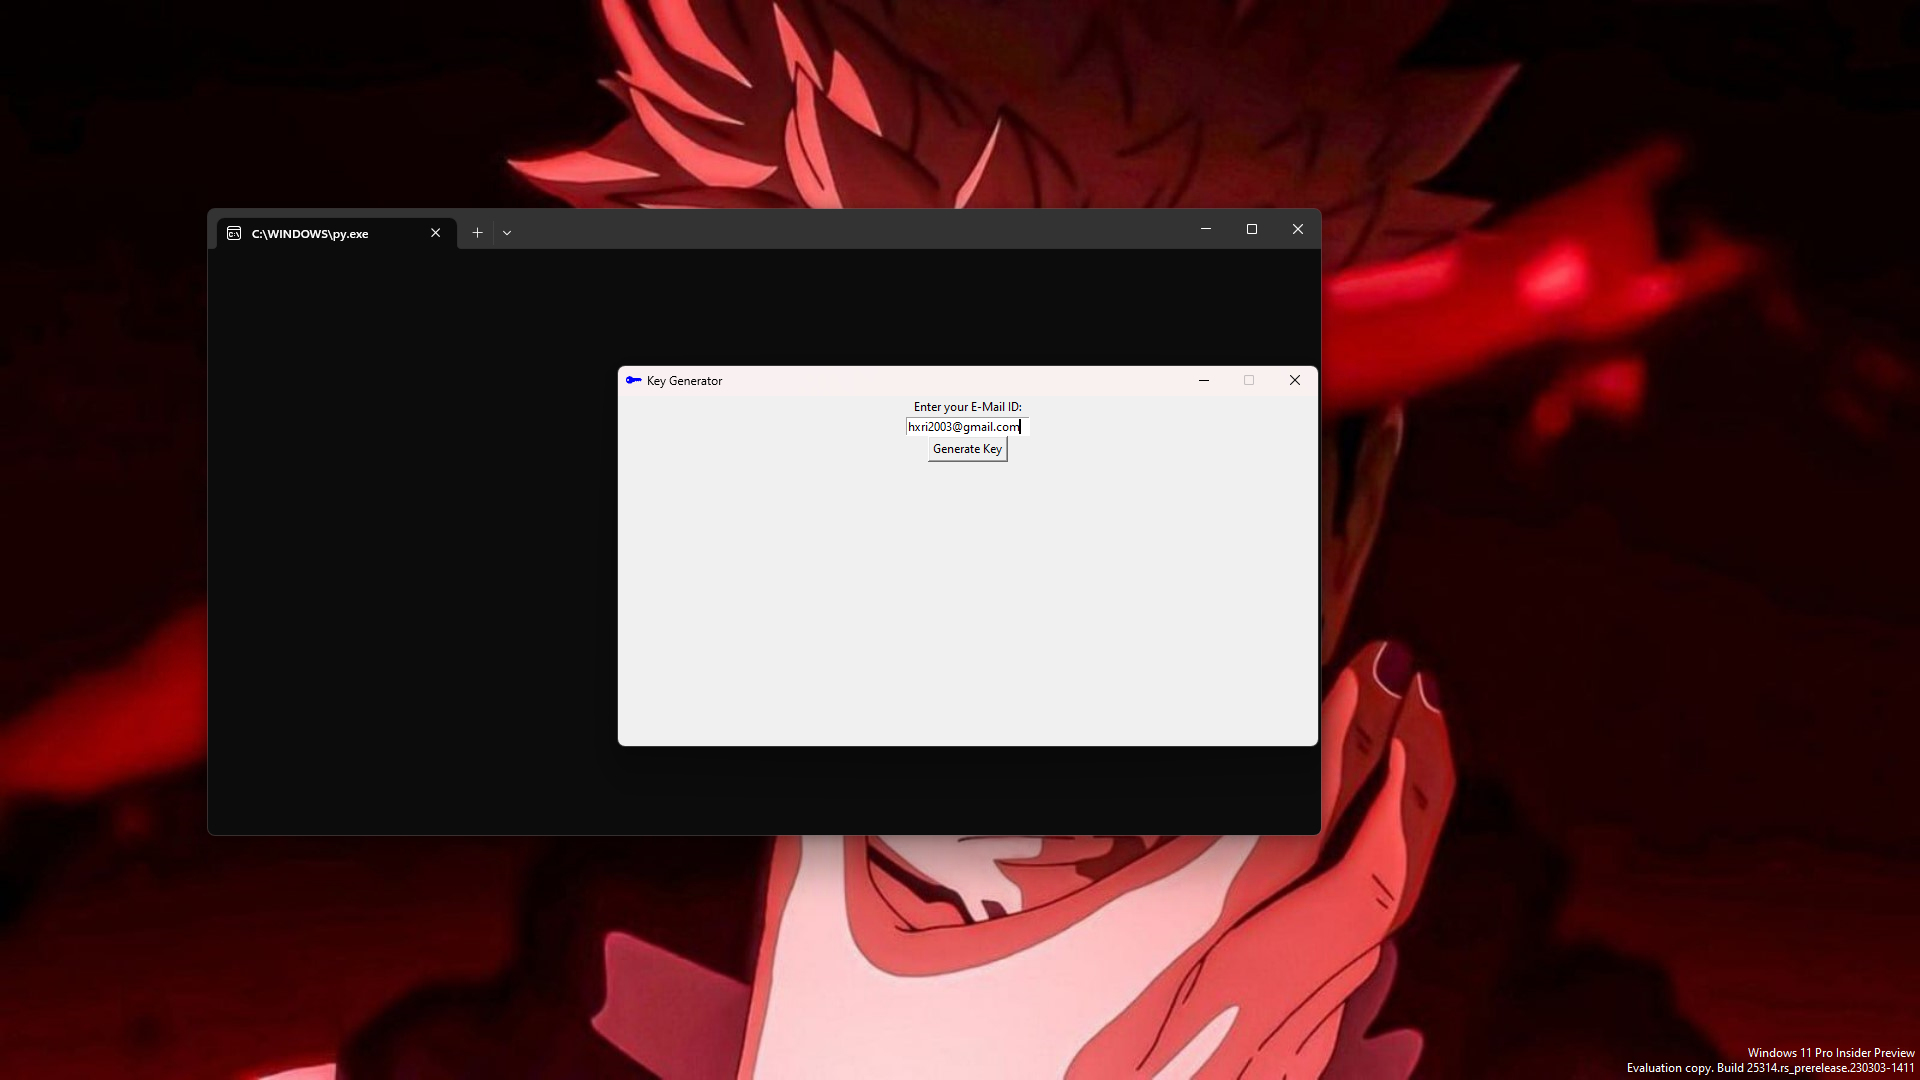 C:\WINDOWS\py.exe
Key Generator
Enter your E-Mail ID:
hxri2003@gmail.com
Generate Key
Windows 11 Pro Insider Preview
Evaluation copy. Build 25314.rs_prerelease.230303-1411